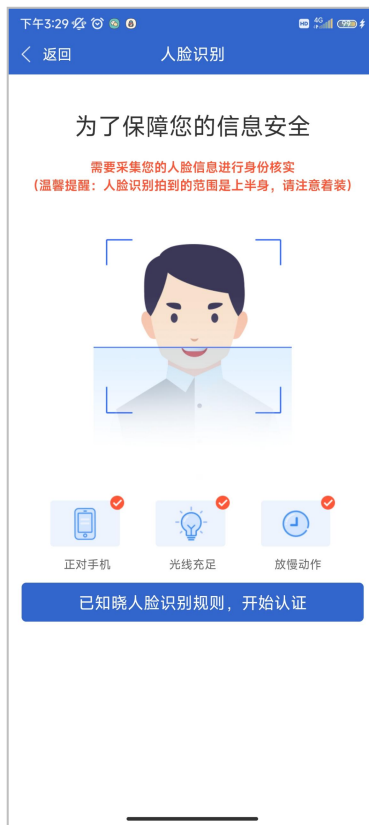 下午3:29
HD 4G 99
返回 人脸识别
为了保障您的信息安全
需要采集您的人脸信息进行身份核实
(温馨提醒：人脸识别拍到的范围是上半身，请注意着装)
正对手机 光线充足 放慢动作
已知晓人脸识别规则，开始认证